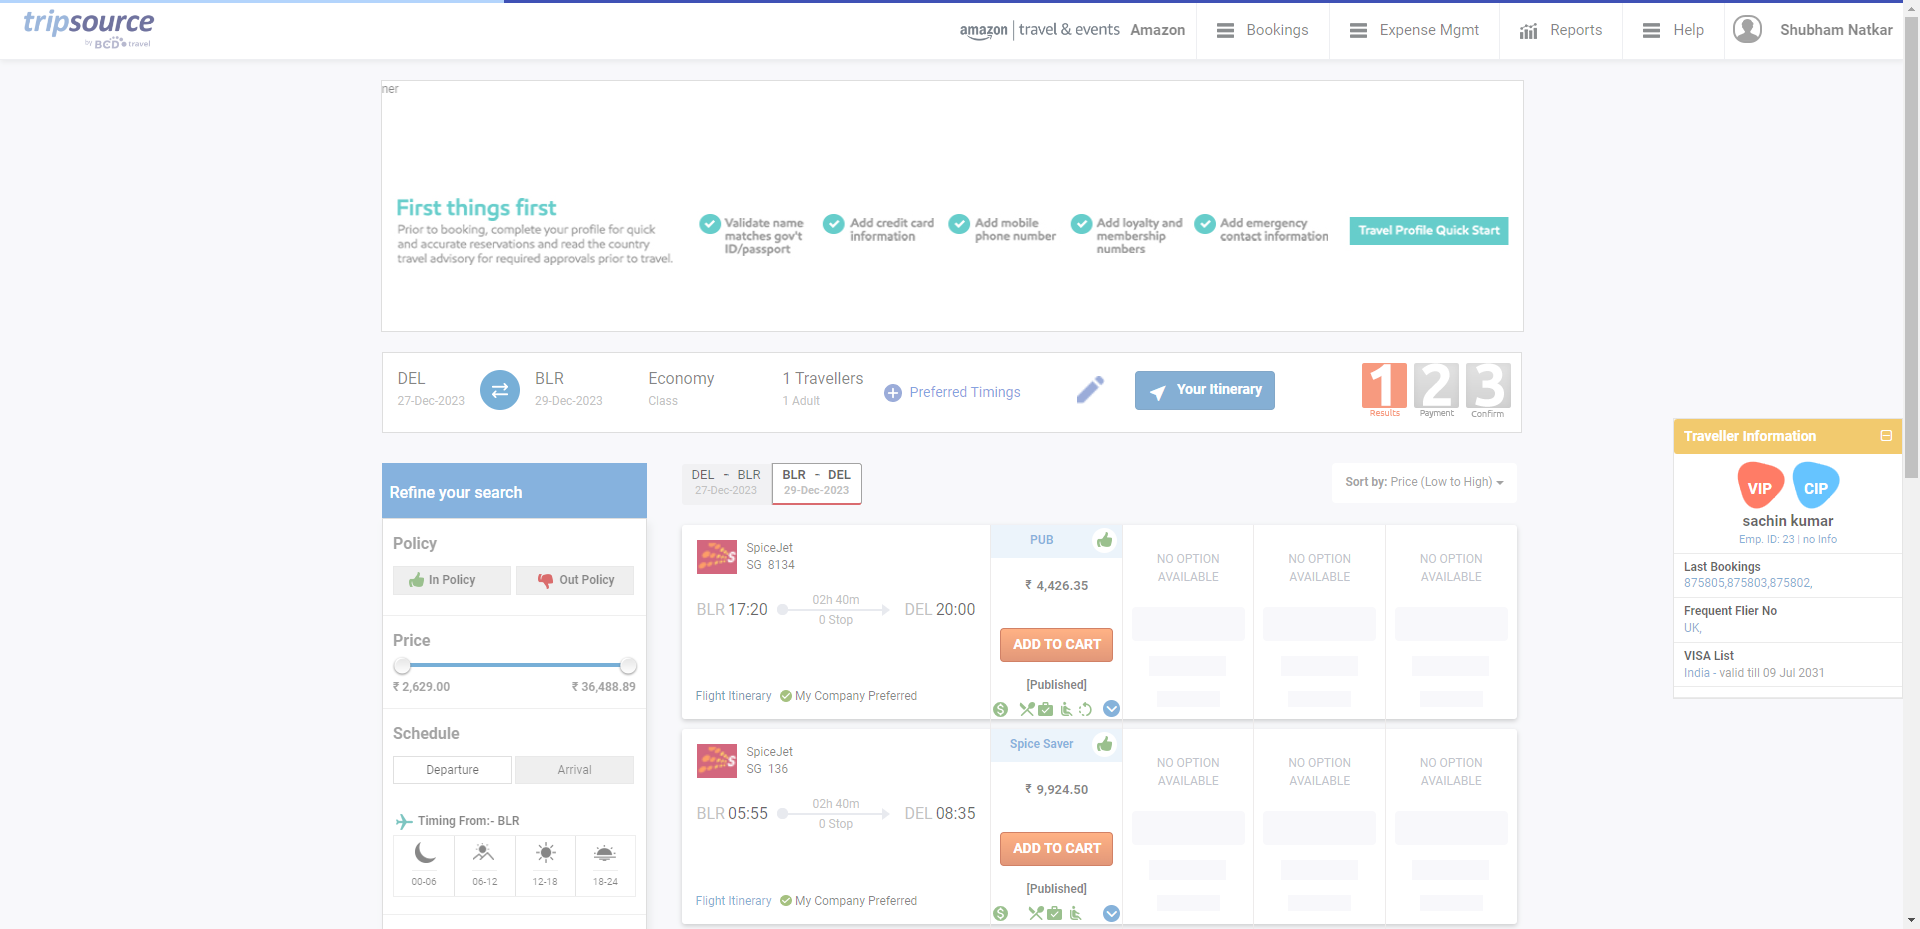 tripsource
by BCD travel
amazon | travel & events Amazon
Bookings
Expense Mgmt
Reports
Help
Shubham Natkar
ner
First things first
Prior to booking, complete your profile for quick
and accurate reservations and read the country
travel advisory for required approvals prior to travel.
Validate name
matches gov't
ID/passport
Add credit card
information
Add mobile
phone number
Add loyalty and
membership
numbers
Add emergency
contact information
Travel Profile Quick Start
DEL
27-Dec-2023
BLR
29-Dec-2023
Economy
Class
1 Travellers
1 Adult
Preferred Timings
Your Itinerary
1
Results
2
Payment
3
Confirm
Traveller Information
VIP
CIP
sachin kumar
Emp. ID: 23 | no Info
Last Bookings
875805,875803,875802,
Frequent Flier No
UK,
VISA List
India - valid till 09 Jul 2031
Refine your search
Policy
In Policy
Out Policy
Price
₹ 2,629.00
₹ 36,488.89
Schedule
Departure
Arrival
Timing From:- BLR
00-06
06-12
12-18
18-24
DEL - BLR
27-Dec-2023
BLR - DEL
29-Dec-2023
Sort by: Price (Low to High)
SpiceJet
SG 8134
BLR 17:20
02h 40m
0 Stop
DEL 20:00
Flight Itinerary
My Company Preferred
PUB
₹ 4,426.35
ADD TO CART
[Published]
NO OPTION
AVAILABLE
NO OPTION
AVAILABLE
NO OPTION
AVAILABLE
SpiceJet
SG 136
BLR 05:55
02h 40m
0 Stop
DEL 08:35
Flight Itinerary
My Company Preferred
Spice Saver
₹ 9,924.50
ADD TO CART
[Published]
NO OPTION
AVAILABLE
NO OPTION
AVAILABLE
NO OPTION
AVAILABLE